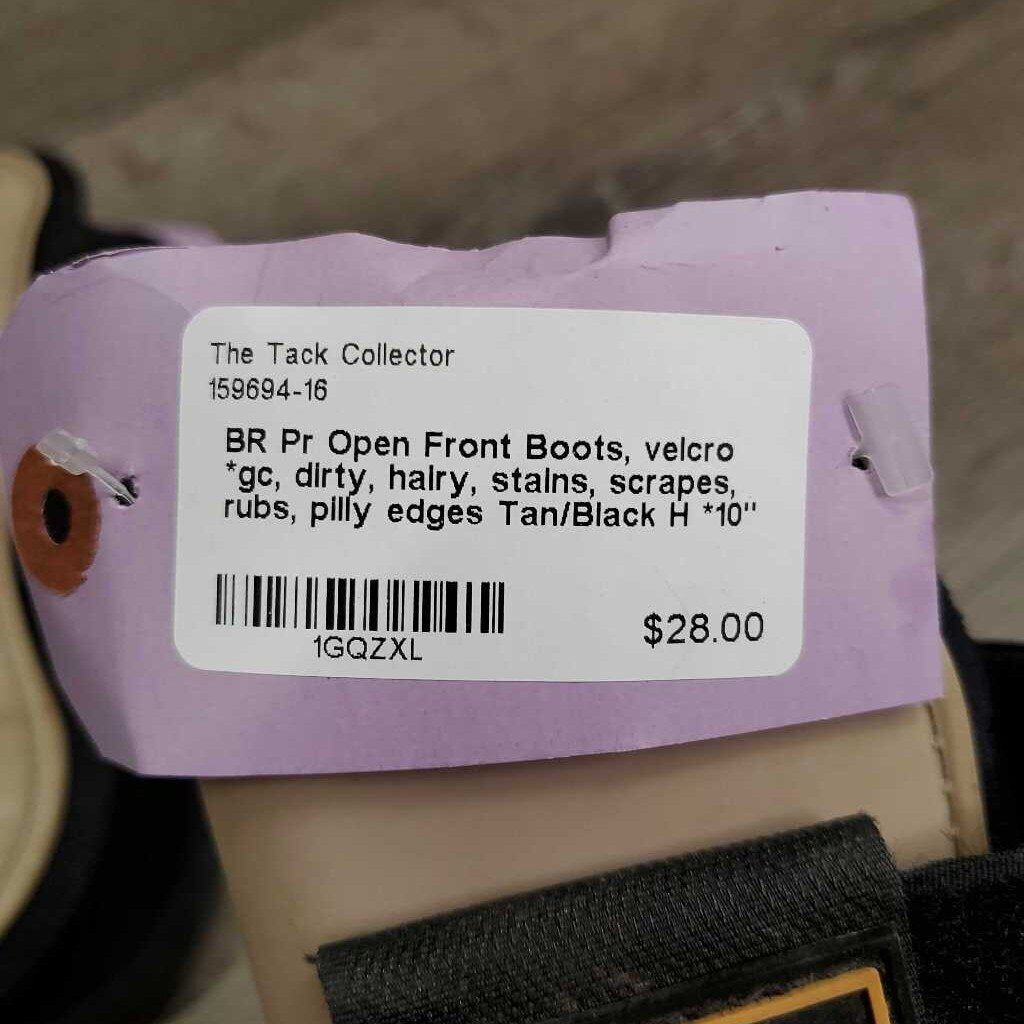 The Tack Collector
159694-16
BR Pr Open Front Boots, velcro
*gc, dirty, hairy, stains, scrapes,
rubs, pilly edges Tan/Black H *10"
1GQZXL
$28.00